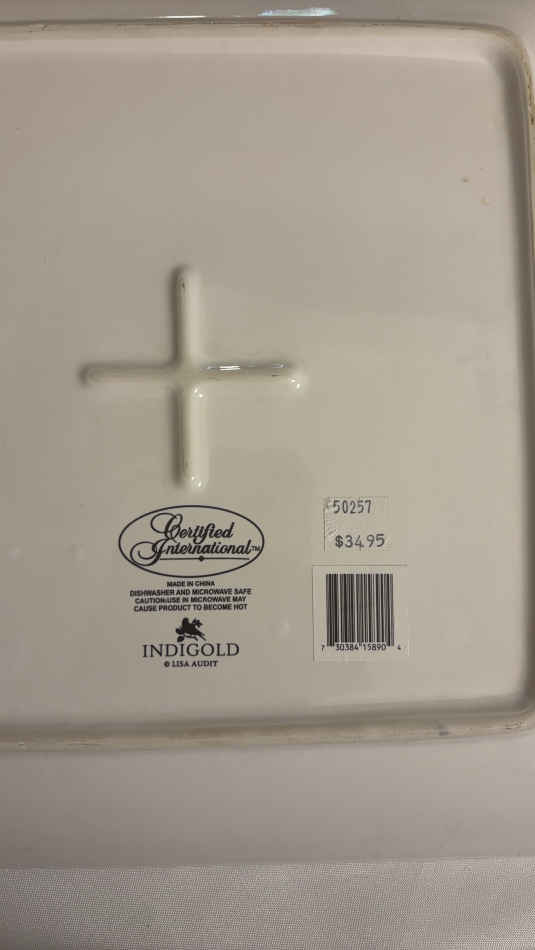 Certified
International™
MADE IN CHINA
DISHWASHER AND MICROWAVE SAFE
CAUTION:USE IN MICROWAVE MAY
CAUSE PRODUCT TO BECOME HOT
INDIGOLD
© LISA AUDIT
50257
$34.95
7 30384 15890 4